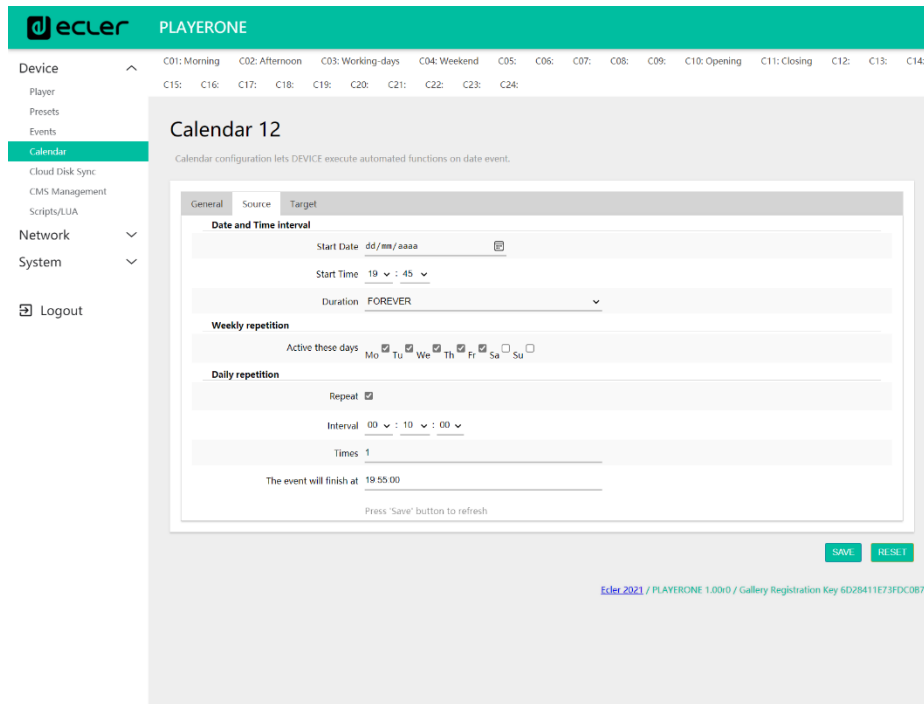 ecler PLAYERONE
Device
Player
Presets
Events
Calendar
Cloud Disk Sync
CMS Management
Scripts/LUA
Network
System
Logout
C01: Morning C02: Afternoon C03: Working-days C04: Weekend C05: C06: C07: C08: C09: C10: Opening C11: Closing C12: C13: C14:
C15: C16: C17: C18: C19: C20: C21: C22: C23: C24:
Calendar 12
Calendar configuration lets DEVICE execute automated functions on date event.
General Source Target
Date and Time interval
Start Date dd/mm/aaaa
Start Time 19 : 45
Duration FOREVER
Weekly repetition
Active these days Mo Tu We Th Fr Sa Su
Daily repetition
Repeat
Interval 00 : 10 : 00
Times 1
The event will finish at 19:55:00
Press 'Save' button to refresh
SAVE RESET
Ecler 2021 / PLAYERONE 1.00r0 / Gallery Registration Key 6D28411E73FDC0B7